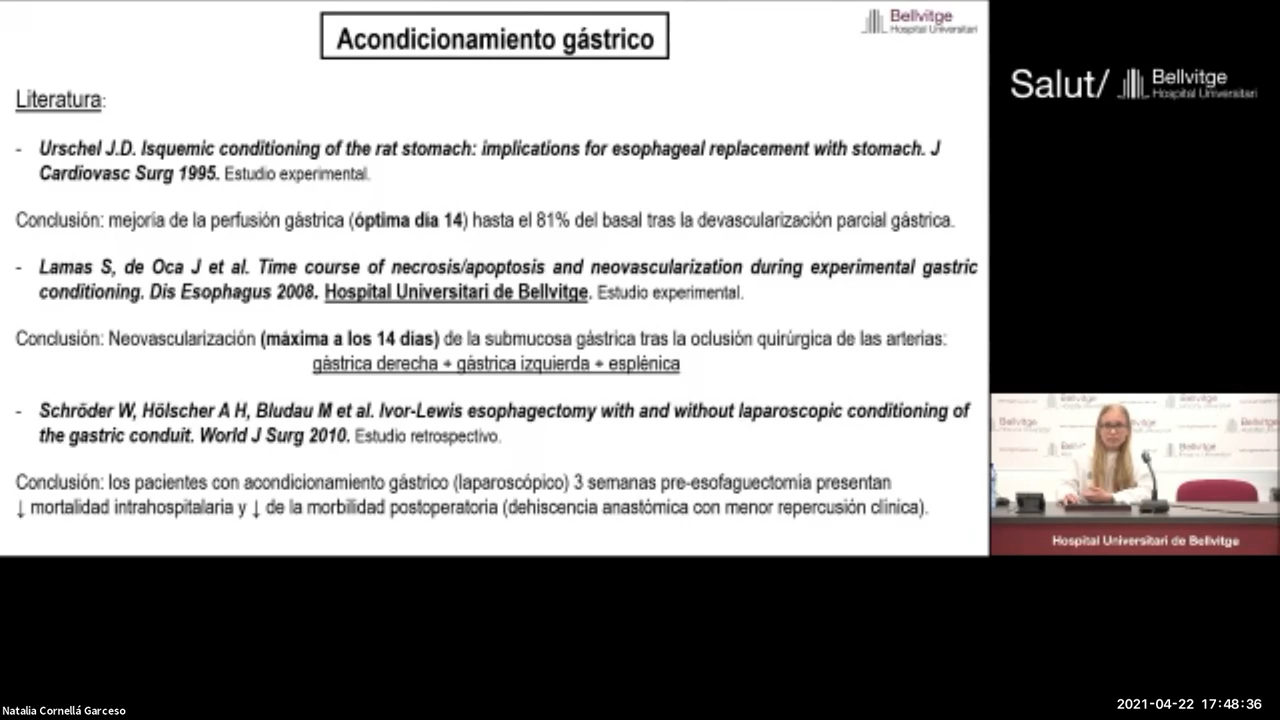 Acondicionamiento gástrico
Bellvitge
Hospital Universitari
Salut/ Bellvitge
Hospital Universitari
Literatura:
- Urschel J.D. Isquemic conditioning of the rat stomach: implications for esophageal replacement with stomach. J
Cardiovasc Surg 1995. Estudio experimental.
Conclusión: mejoría de la perfusión gástrica (óptima día 14) hasta el 81% del basal tras la devascularización parcial gástrica.
- Lamas S, de Oca J et al. Time course of necrosis/apoptosis and neovascularization during experimental gastric
conditioning. Dis Esophagus 2008. Hospital Universitari de Bellvitge. Estudio experimental.
Conclusión: Neovascularización (máxima a los 14 días) de la submucosa gástrica tras la oclusión quirúrgica de las arterias:
gástrica derecha + gástrica izquierda + esplénica
- Schröder W, Hölscher A H, Bludau M et al. Ivor-Lewis esophagectomy with and without laparoscopic conditioning of
the gastric conduit. World J Surg 2010. Estudio retrospectivo.
Conclusión: los pacientes con acondicionamiento gástrico (laparoscópico) 3 semanas pre-esofaguectomía presentan
↓ mortalidad intrahospitalaria y ↓ de la morbilidad postoperatoria (dehiscencia anastómica con menor repercusión clínica).
Hospital Universitari de Bellvitge
Natalia Cornellá Garceso
2021-04-22 17:48:36